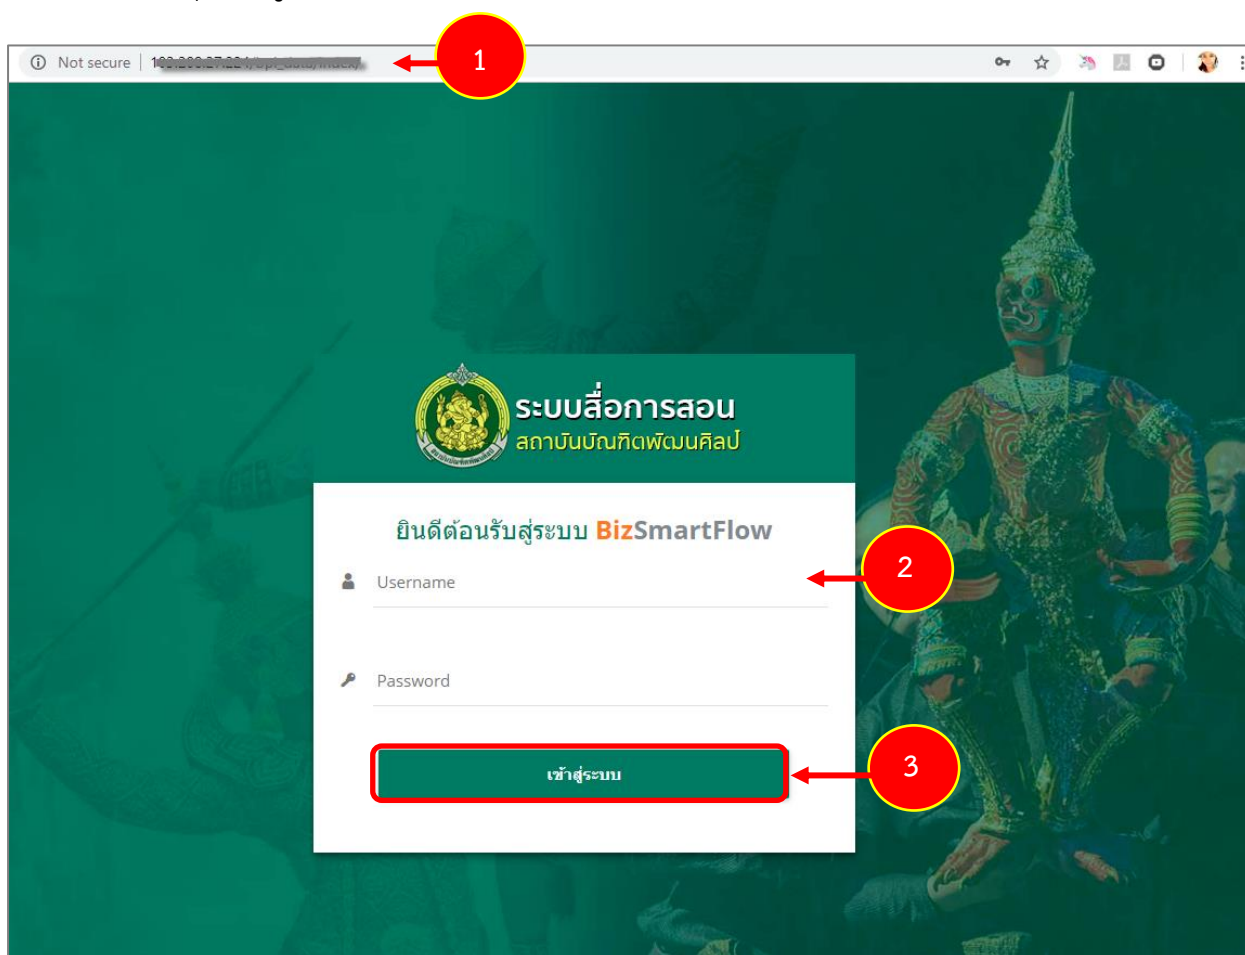 1
Not secure
ระบบสื่อการสอน
สถาบันบัณฑิตพัฒนศิลป์
ยินดีต้อนรับสู่ระบบ BizSmartFlow
Username
2
Password
เข้าสู่ระบบ
3